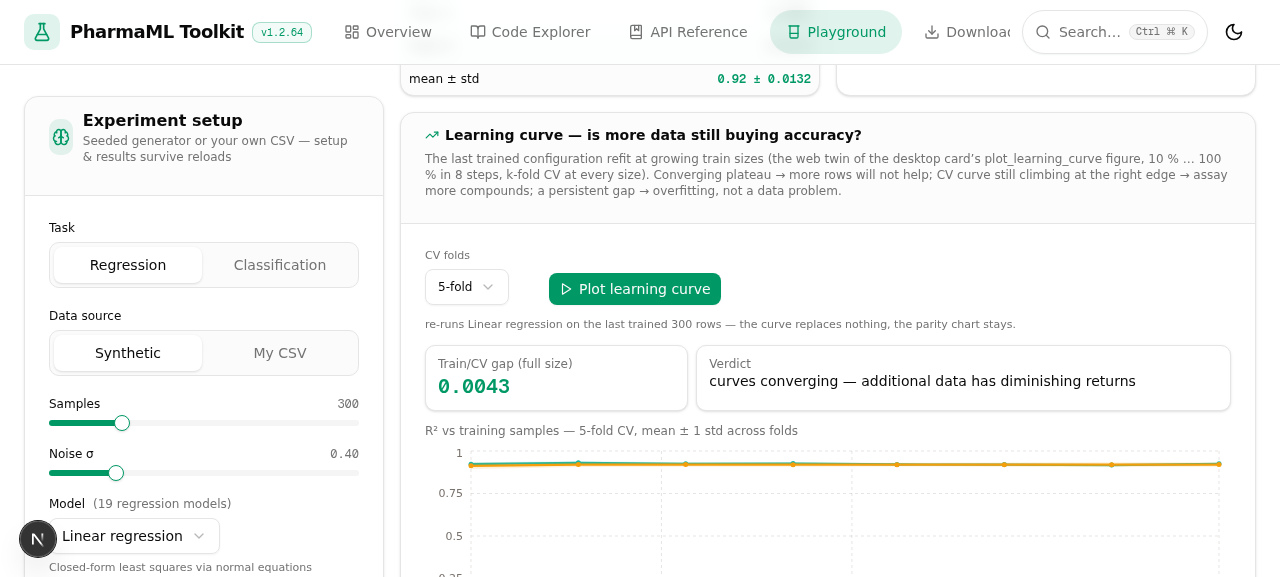 PharmaML Toolkit
v1.2.64
Overview
Code Explorer
API Reference
Playground
Downloac
Search...
Ctrl ⌘ K
mean ± std
0.92 ± 0.0132
Experiment setup
Seeded generator or your own CSV — setup
& results survive reloads
Task
Regression
Classification
Data source
Synthetic
My CSV
Samples
300
Noise σ
0.40
Model (19 regression models)
Linear regression
N
Closed-form least squares via normal equations
Learning curve — is more data still buying accuracy?
The last trained configuration refit at growing train sizes (the web twin of the desktop card’s plot_learning_curve figure, 10 % … 100
% in 8 steps, k-fold CV at every size). Converging plateau → more rows will not help; CV curve still climbing at the right edge → assay
more compounds; a persistent gap → overfitting, not a data problem.
CV folds
5-fold
Plot learning curve
re-runs Linear regression on the last trained 300 rows — the curve replaces nothing, the parity chart stays.
Train/CV gap (full size)
0.0043
Verdict
curves converging — additional data has diminishing returns
R² vs training samples — 5-fold CV, mean ± 1 std across folds
1
0.75
0.5